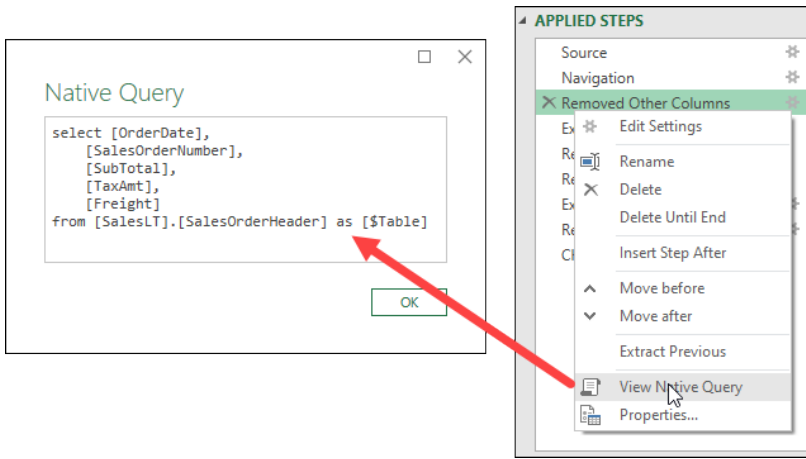 Native Query
select [OrderDate],
[SalesOrderNumber],
[SubTotal],
[TaxAmt],
[Freight]
from [SalesLT].[SalesOrderHeader] as [$Table]
OK
APPLIED STEPS
Source
Navigation
Removed Other Columns
Edit Settings
Rename
Delete
Delete Until End
Insert Step After
Move before
Move after
Extract Previous
View Native Query
Properties...